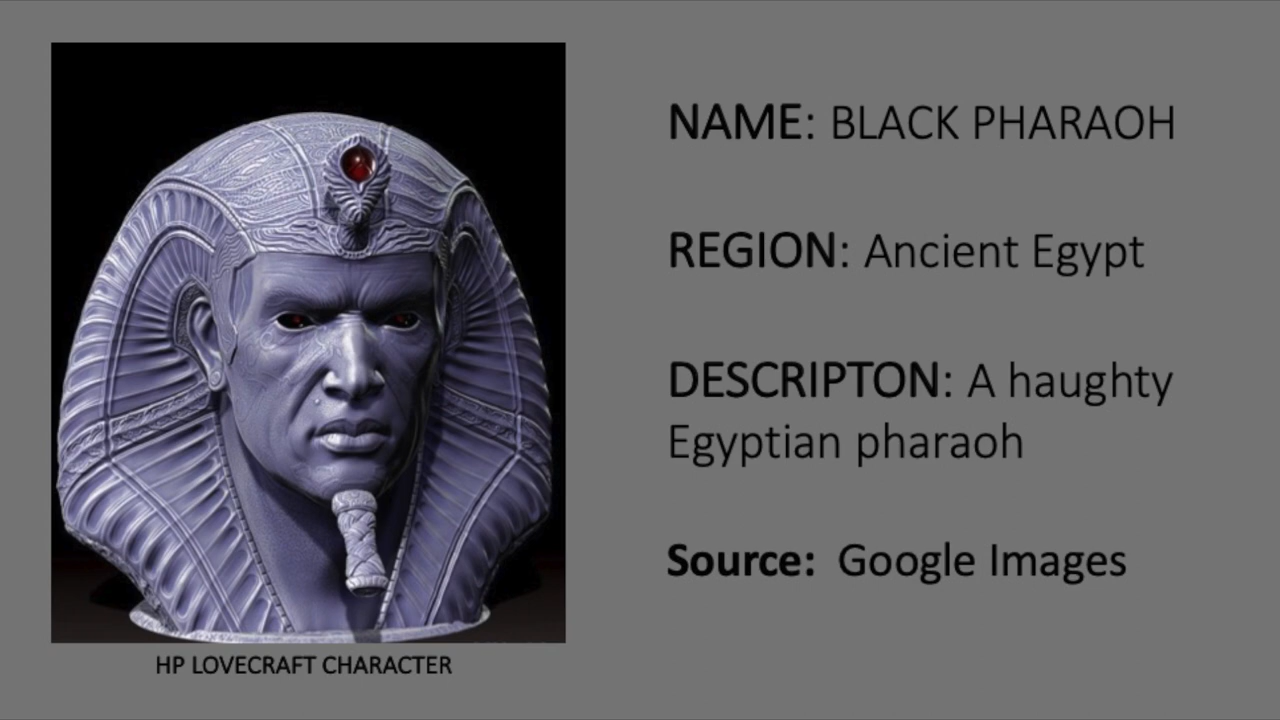 NAME: BLACK PHARAOH
REGION: Ancient Egypt
DESCRIPTON: A haughty
Egyptian pharaoh
Source: Google Images
HP LOVECRAFT CHARACTER